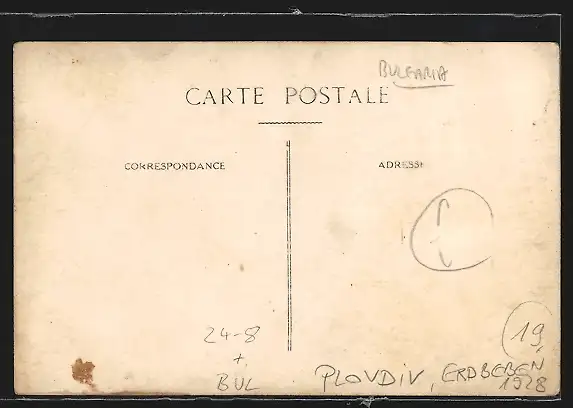 BULGARIA
CARTE POSTALE
CORRESPONDANCE
ADRESSE
19
24-8
+
BUL
PLOVDIV, ERDBEBEN
1928